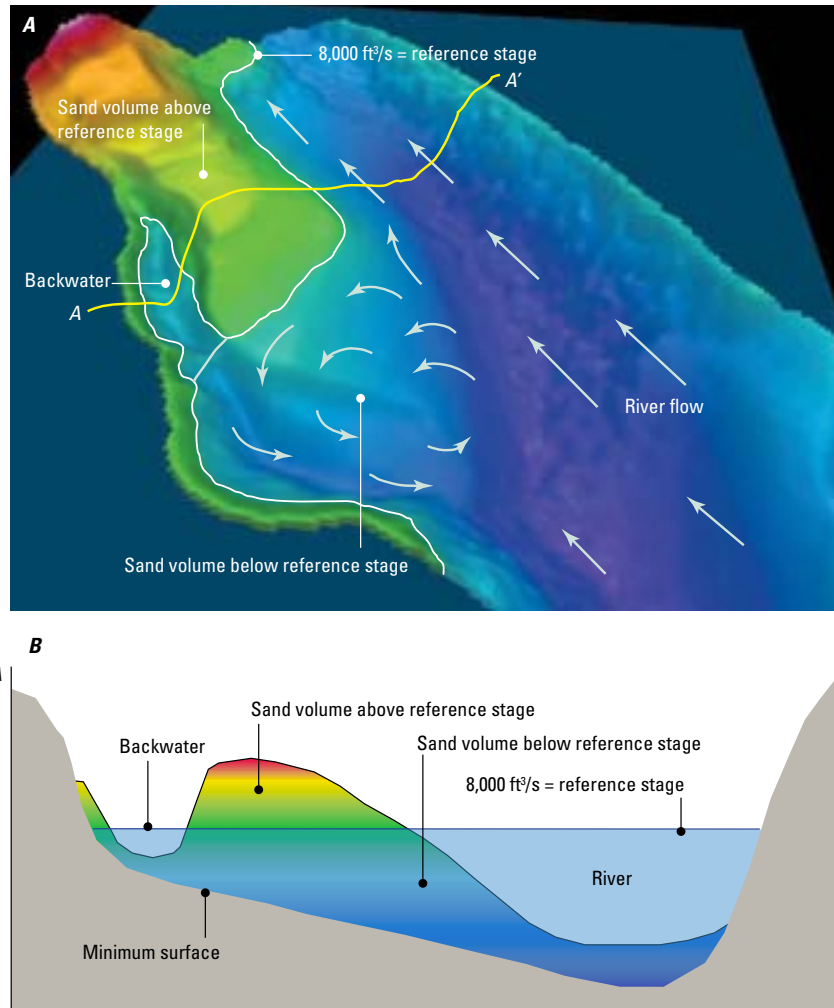 A
8,000 ft³/s = reference stage
A'
Sand volume above
reference stage
Backwater
A
River flow
Sand volume below reference stage
B
Sand volume above reference stage
Backwater
Sand volume below reference stage
8,000 ft³/s = reference stage
River
Minimum surface